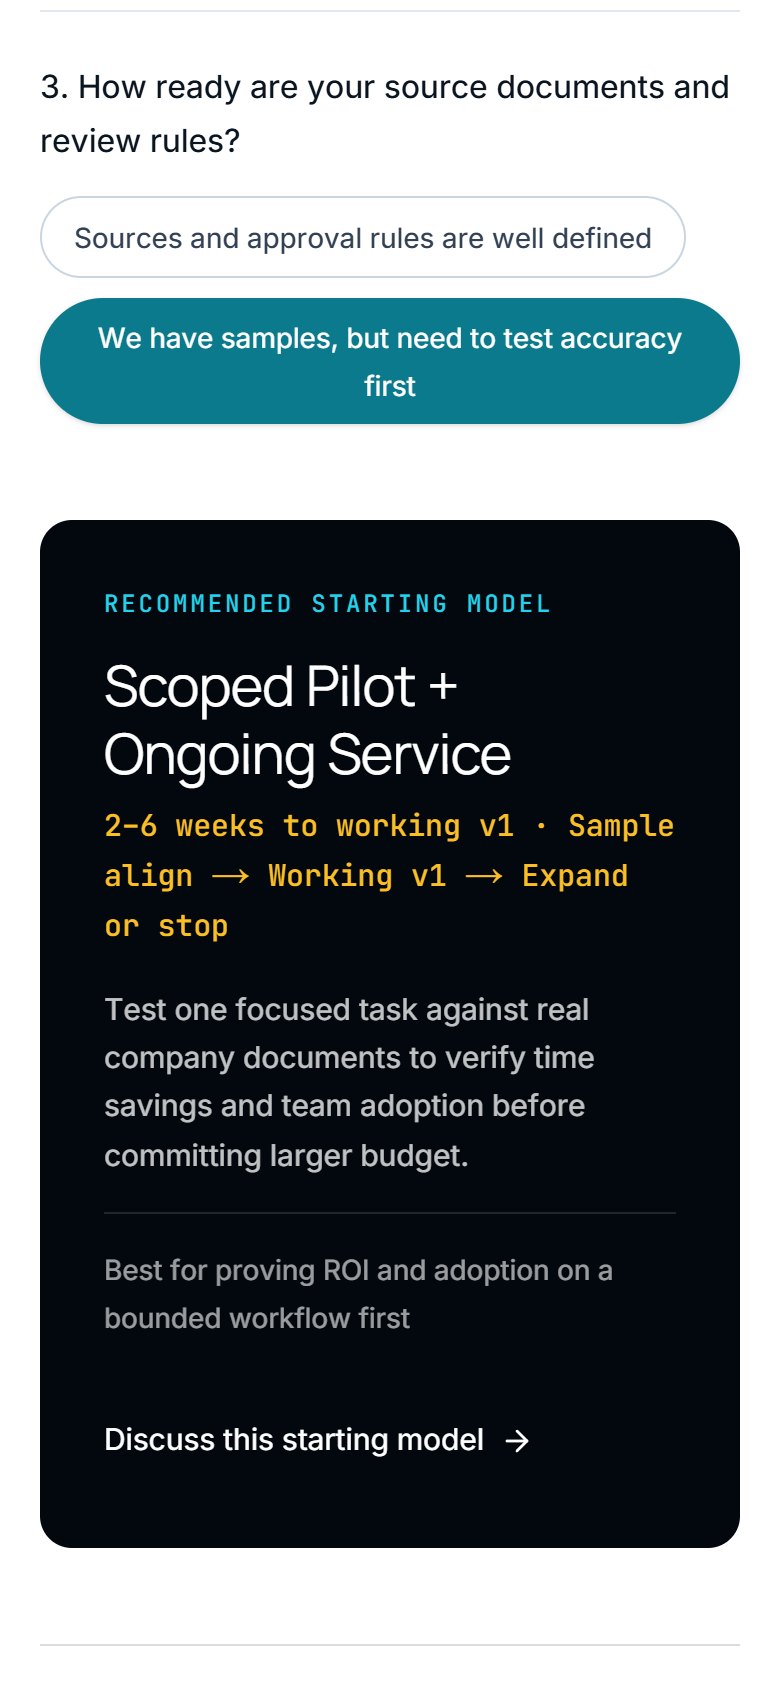 3. How ready are your source documents and
review rules?
Sources and approval rules are well defined
We have samples, but need to test accuracy
first
RECOMMENDED STARTING MODEL
Scoped Pilot +
Ongoing Service
2–6 weeks to working v1 · Sample
align → Working v1 → Expand
or stop
Test one focused task against real
company documents to verify time
savings and team adoption before
committing larger budget.
Best for proving ROI and adoption on a
bounded workflow first
Discuss this starting model →